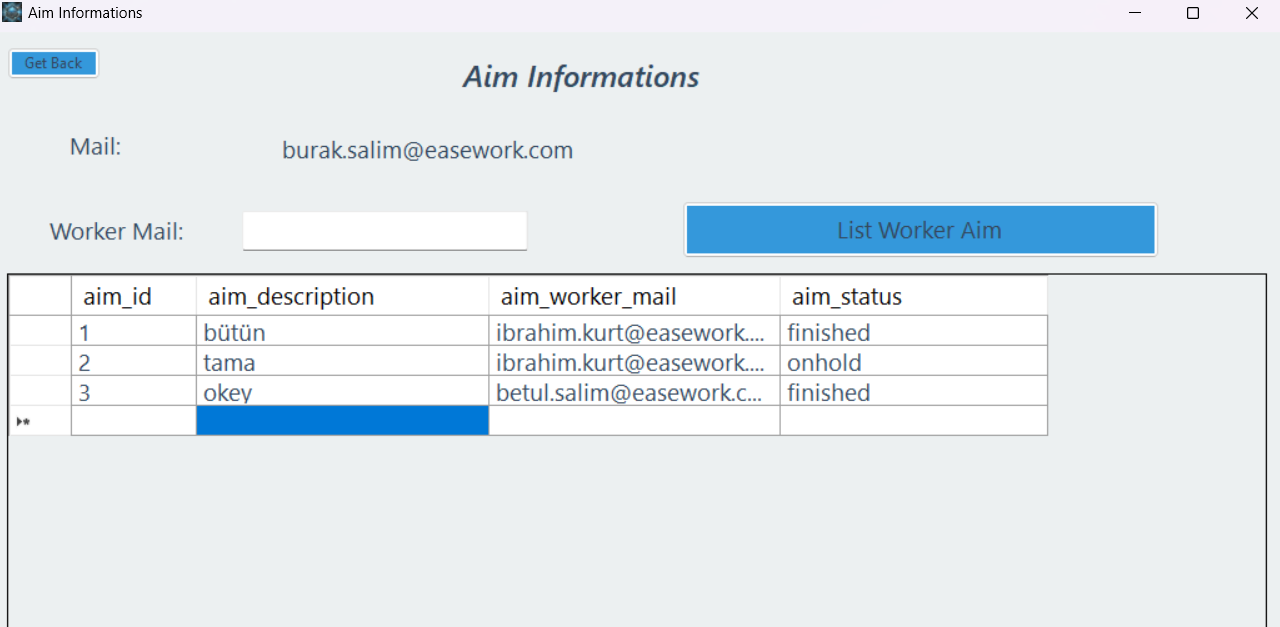 Aim Informations
Get Back
Aim Informations
Mail: burak.salim@easework.com
Worker Mail: List Worker Aim
aim_id aim_description aim_worker_mail aim_status
1 bütün ibrahim.kurt@easework.... finished
2 tama ibrahim.kurt@easework.... onhold
3 okey betul.salim@easework.c... finished